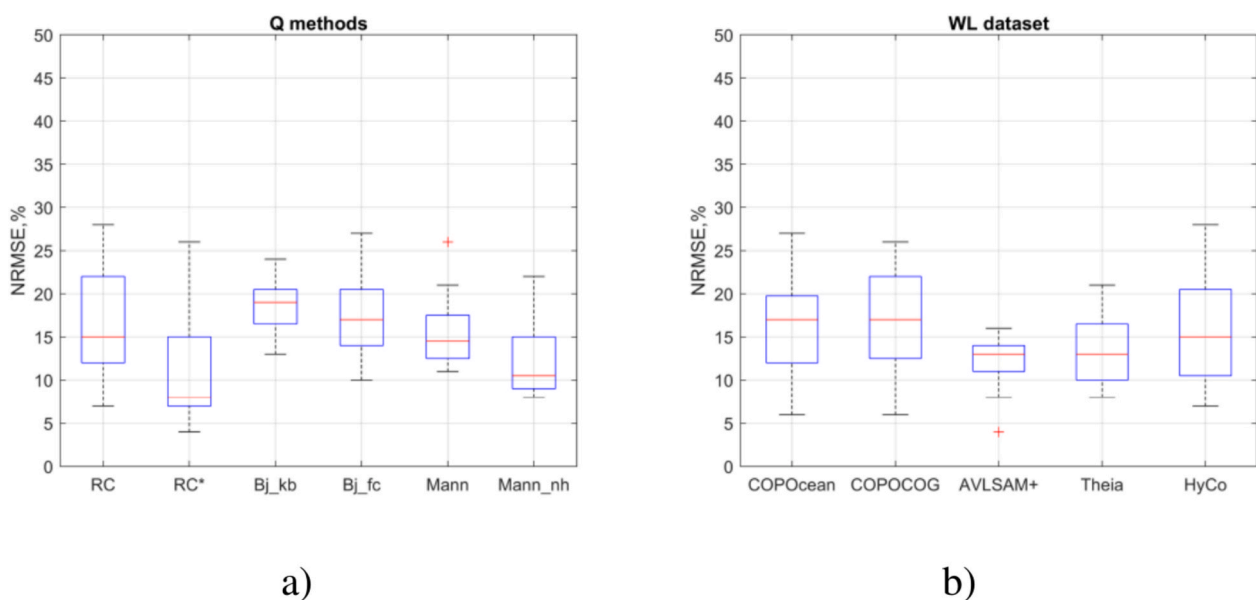 Q methods
50
45
40
35
30
25
20
15
10
5
0
NRMSE,%
RC RC* Bj_kb Bj_fc Mann Mann_nh
a)
WL dataset
50
45
40
35
30
25
20
15
10
5
0
NRMSE,%
COPOcean COPOCOG AVLSAM+ Theia HyCo
b)